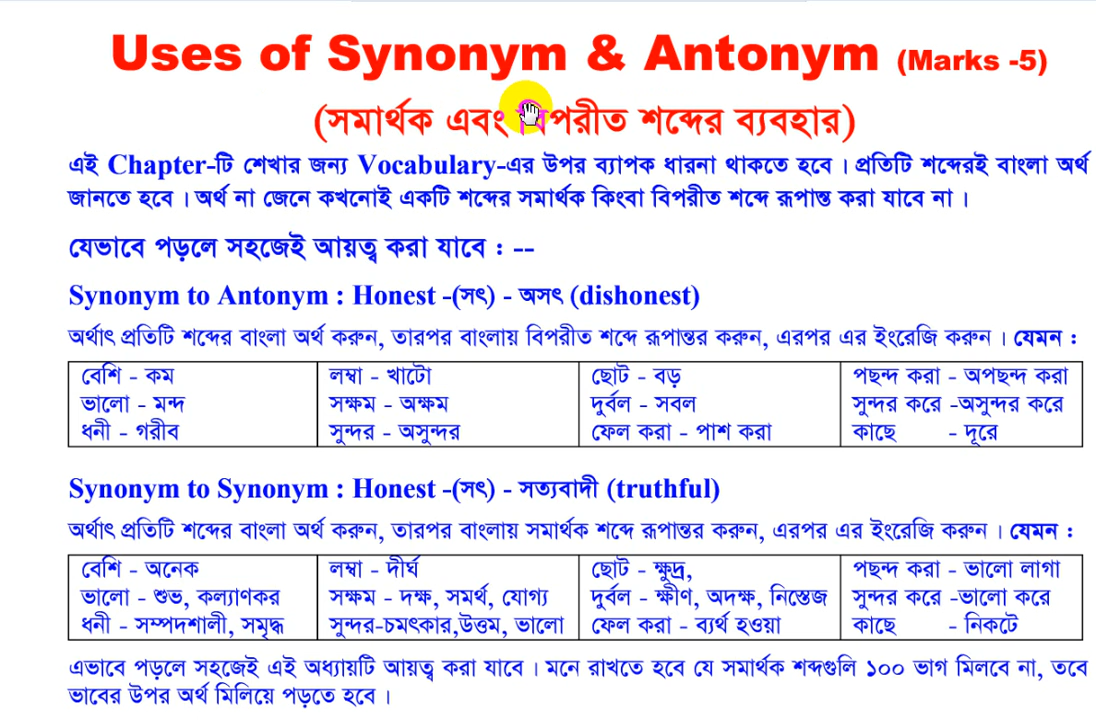 Uses of Synonym & Antonym (Marks -5)
(সমার্থক এবং বিপরীত শব্দের ব্যবহার)
এই Chapter-টি শেখার জন্য Vocabulary-এর উপর ব্যাপক ধারনা থাকতে হবে । প্রতিটি শব্দেরই বাংলা অর্থ
জানতে হবে । অর্থ না জেনে কখনোই একটি শব্দের সমার্থক কিংবা বিপরীত শব্দে রূপান্ত করা যাবে না ।
যেভাবে পড়লে সহজেই আয়ত্ব করা যাবে : --
Synonym to Antonym : Honest -(সৎ) - অসৎ (dishonest)
অর্থাৎ প্রতিটি শব্দের বাংলা অর্থ করুন, তারপর বাংলায় বিপরীত শব্দে রূপান্তর করুন, এরপর এর ইংরেজি করুন । যেমন :
বেশি - কম লম্বা - খাটো ছোট - বড় পছন্দ করা - অপছন্দ করা
ভালো - মন্দ সক্ষম - অক্ষম দুর্বল - সবল সুন্দর করে -অসুন্দর করে
ধনী - গরীব সুন্দর - অসুন্দর ফেল করা - পাশ করা কাছে - দূরে
Synonym to Synonym : Honest -(সৎ) - সত্যবাদী (truthful)
অর্থাৎ প্রতিটি শব্দের বাংলা অর্থ করুন, তারপর বাংলায় সমার্থক শব্দে রূপান্তর করুন, এরপর এর ইংরেজি করুন । যেমন :
বেশি - অনেক লম্বা - দীর্ঘ ছোট - ক্ষুদ্র, পছন্দ করা - ভালো লাগা
ভালো - শুভ, কল্যাণকর সক্ষম - দক্ষ, সমর্থ, যোগ্য দুর্বল - ক্ষীণ, অদক্ষ, নিস্তেজ সুন্দর করে -ভালো করে
ধনী - সম্পদশালী, সমৃদ্ধ সুন্দর-চমৎকার,উত্তম, ভালো ফেল করা - ব্যর্থ হওয়া কাছে - নিকটে
এভাবে পড়লে সহজেই এই অধ্যায়টি আয়ত্ব করা যাবে । মনে রাখতে হবে যে সমার্থক শব্দগুলি ১০০ ভাগ মিলবে না, তবে
ভাবের উপর অর্থ মিলিয়ে পড়তে হবে ।